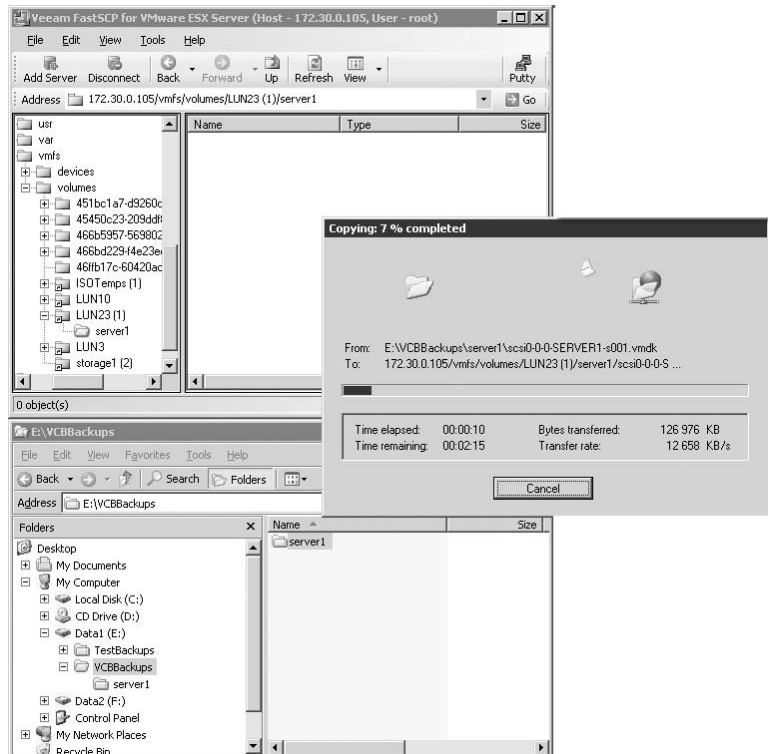 Veeam FastSCP for VMware ESX Server (Host - 172.30.0.105, User - root)
File Edit View Tools Help
Add Server Disconnect Back Forward Up Refresh View Putty
Address 172.30.0.105/vmfs/volumes/LUN23 (1)/server1 Go
usr
var
vmfs
devices
volumes
451bc1a7-d9260c
45450c23-209ddf
466b5957-569802
466bd229-f4e23e
46ffb17c-60420ac
ISOTemps (1)
LUN10
LUN23 (1)
server1
LUN3
storage1 (2)
Name Type Size
0 object(s)
Copying: 7 % completed
From: E:\VCBBackups\server1\scsi0-0-0-SERVER1-s001.vmdk
To: 172.30.0.105/vmfs/volumes/LUN23 (1)/server1/scsi0-0-0-S ...
Time elapsed: 00:00:10 Bytes transferred: 126 976 KB
Time remaining: 00:02:15 Transfer rate: 12 658 KB/s
Cancel
E:\VCBBackups
File Edit View Favorites Tools Help
Back Search Folders
Address E:\VCBBackups
Folders
Desktop
My Documents
My Computer
Local Disk (C:)
CD Drive (D:)
Data1 (E:)
TestBackups
VCBBackups
server1
Data2 (F:)
Control Panel
My Network Places
Recycle Bin
Name Size
server1